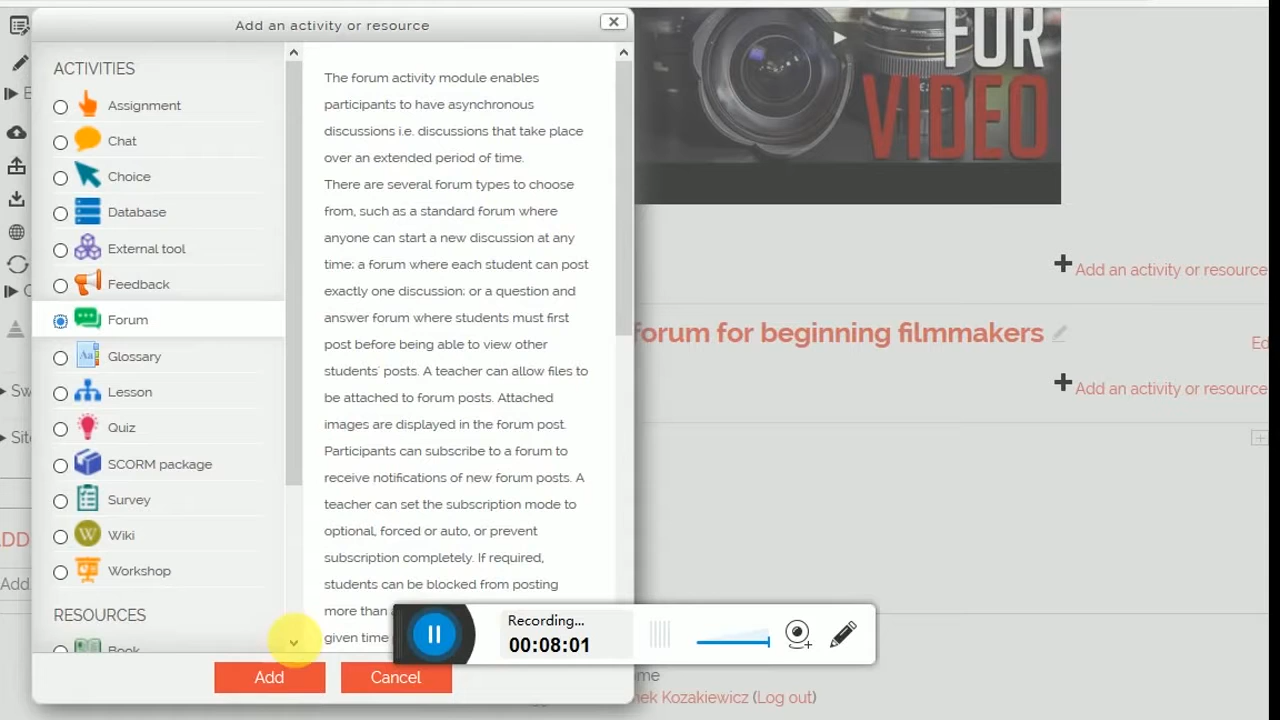 Add an activity or resource
ACTIVITIES
Assignment
Chat
Choice
Database
External tool
Feedback
Forum
Glossary
Lesson
Quiz
SCORM package
Survey
Wiki
Workshop
RESOURCES
Book
The forum activity module enables
participants to have asynchronous
discussions i.e. discussions that take place
over an extended period of time.
There are several forum types to choose
from, such as a standard forum where
anyone can start a new discussion at any
time; a forum where each student can post
exactly one discussion; or a question and
answer forum where students must first
post before being able to view other
students' posts. A teacher can allow files to
be attached to forum posts. Attached
images are displayed in the forum post.
Participants can subscribe to a forum to
receive notifications of new forum posts. A
teacher can set the subscription mode to
optional, forced or auto, or prevent
subscription completely. If required,
students can be blocked from posting
more than
given time
Add
Cancel
FOR
VIDEO
Add an activity or resource
forum for beginning filmmakers
Ed
Add an activity or resource
Recording...
00:08:01
me
nek Kozakiewicz (Log out)
Sw
Site
ADD
Add.